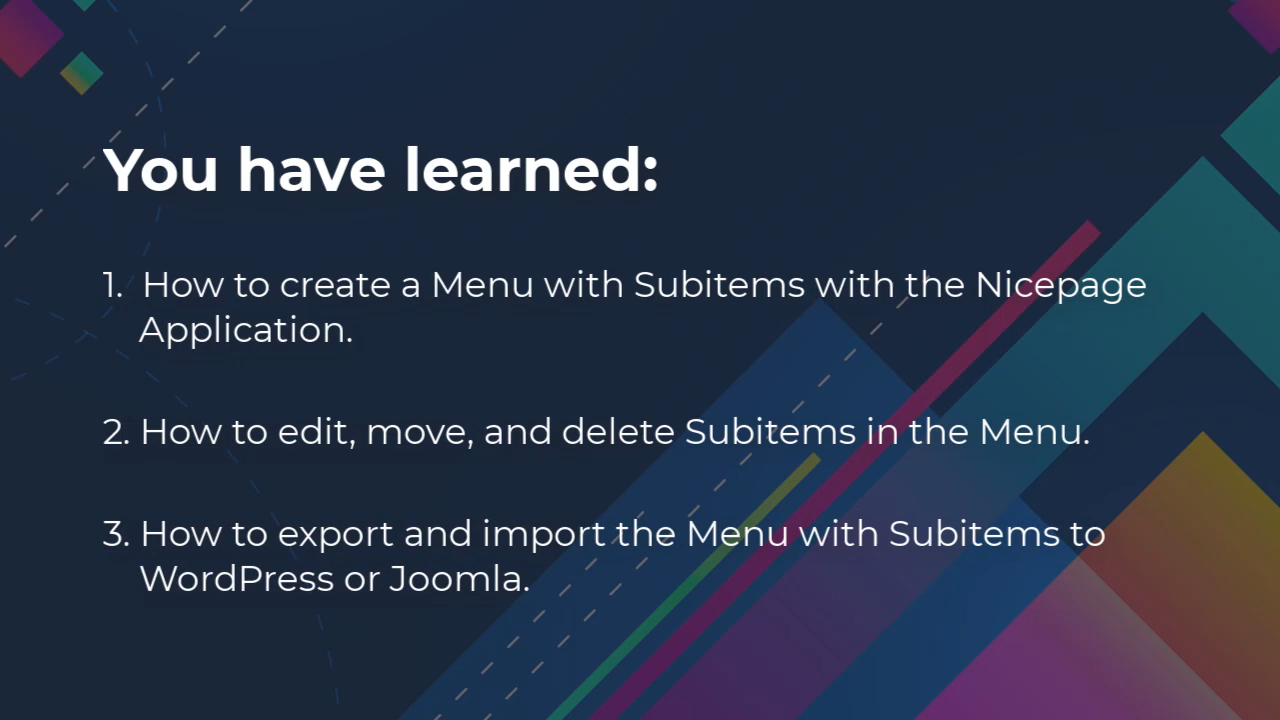 You have learned:
1. How to create a Menu with Subitems with the Nicepage
Application.
2. How to edit, move, and delete Subitems in the Menu.
3. How to export and import the Menu with Subitems to
WordPress or Joomla.